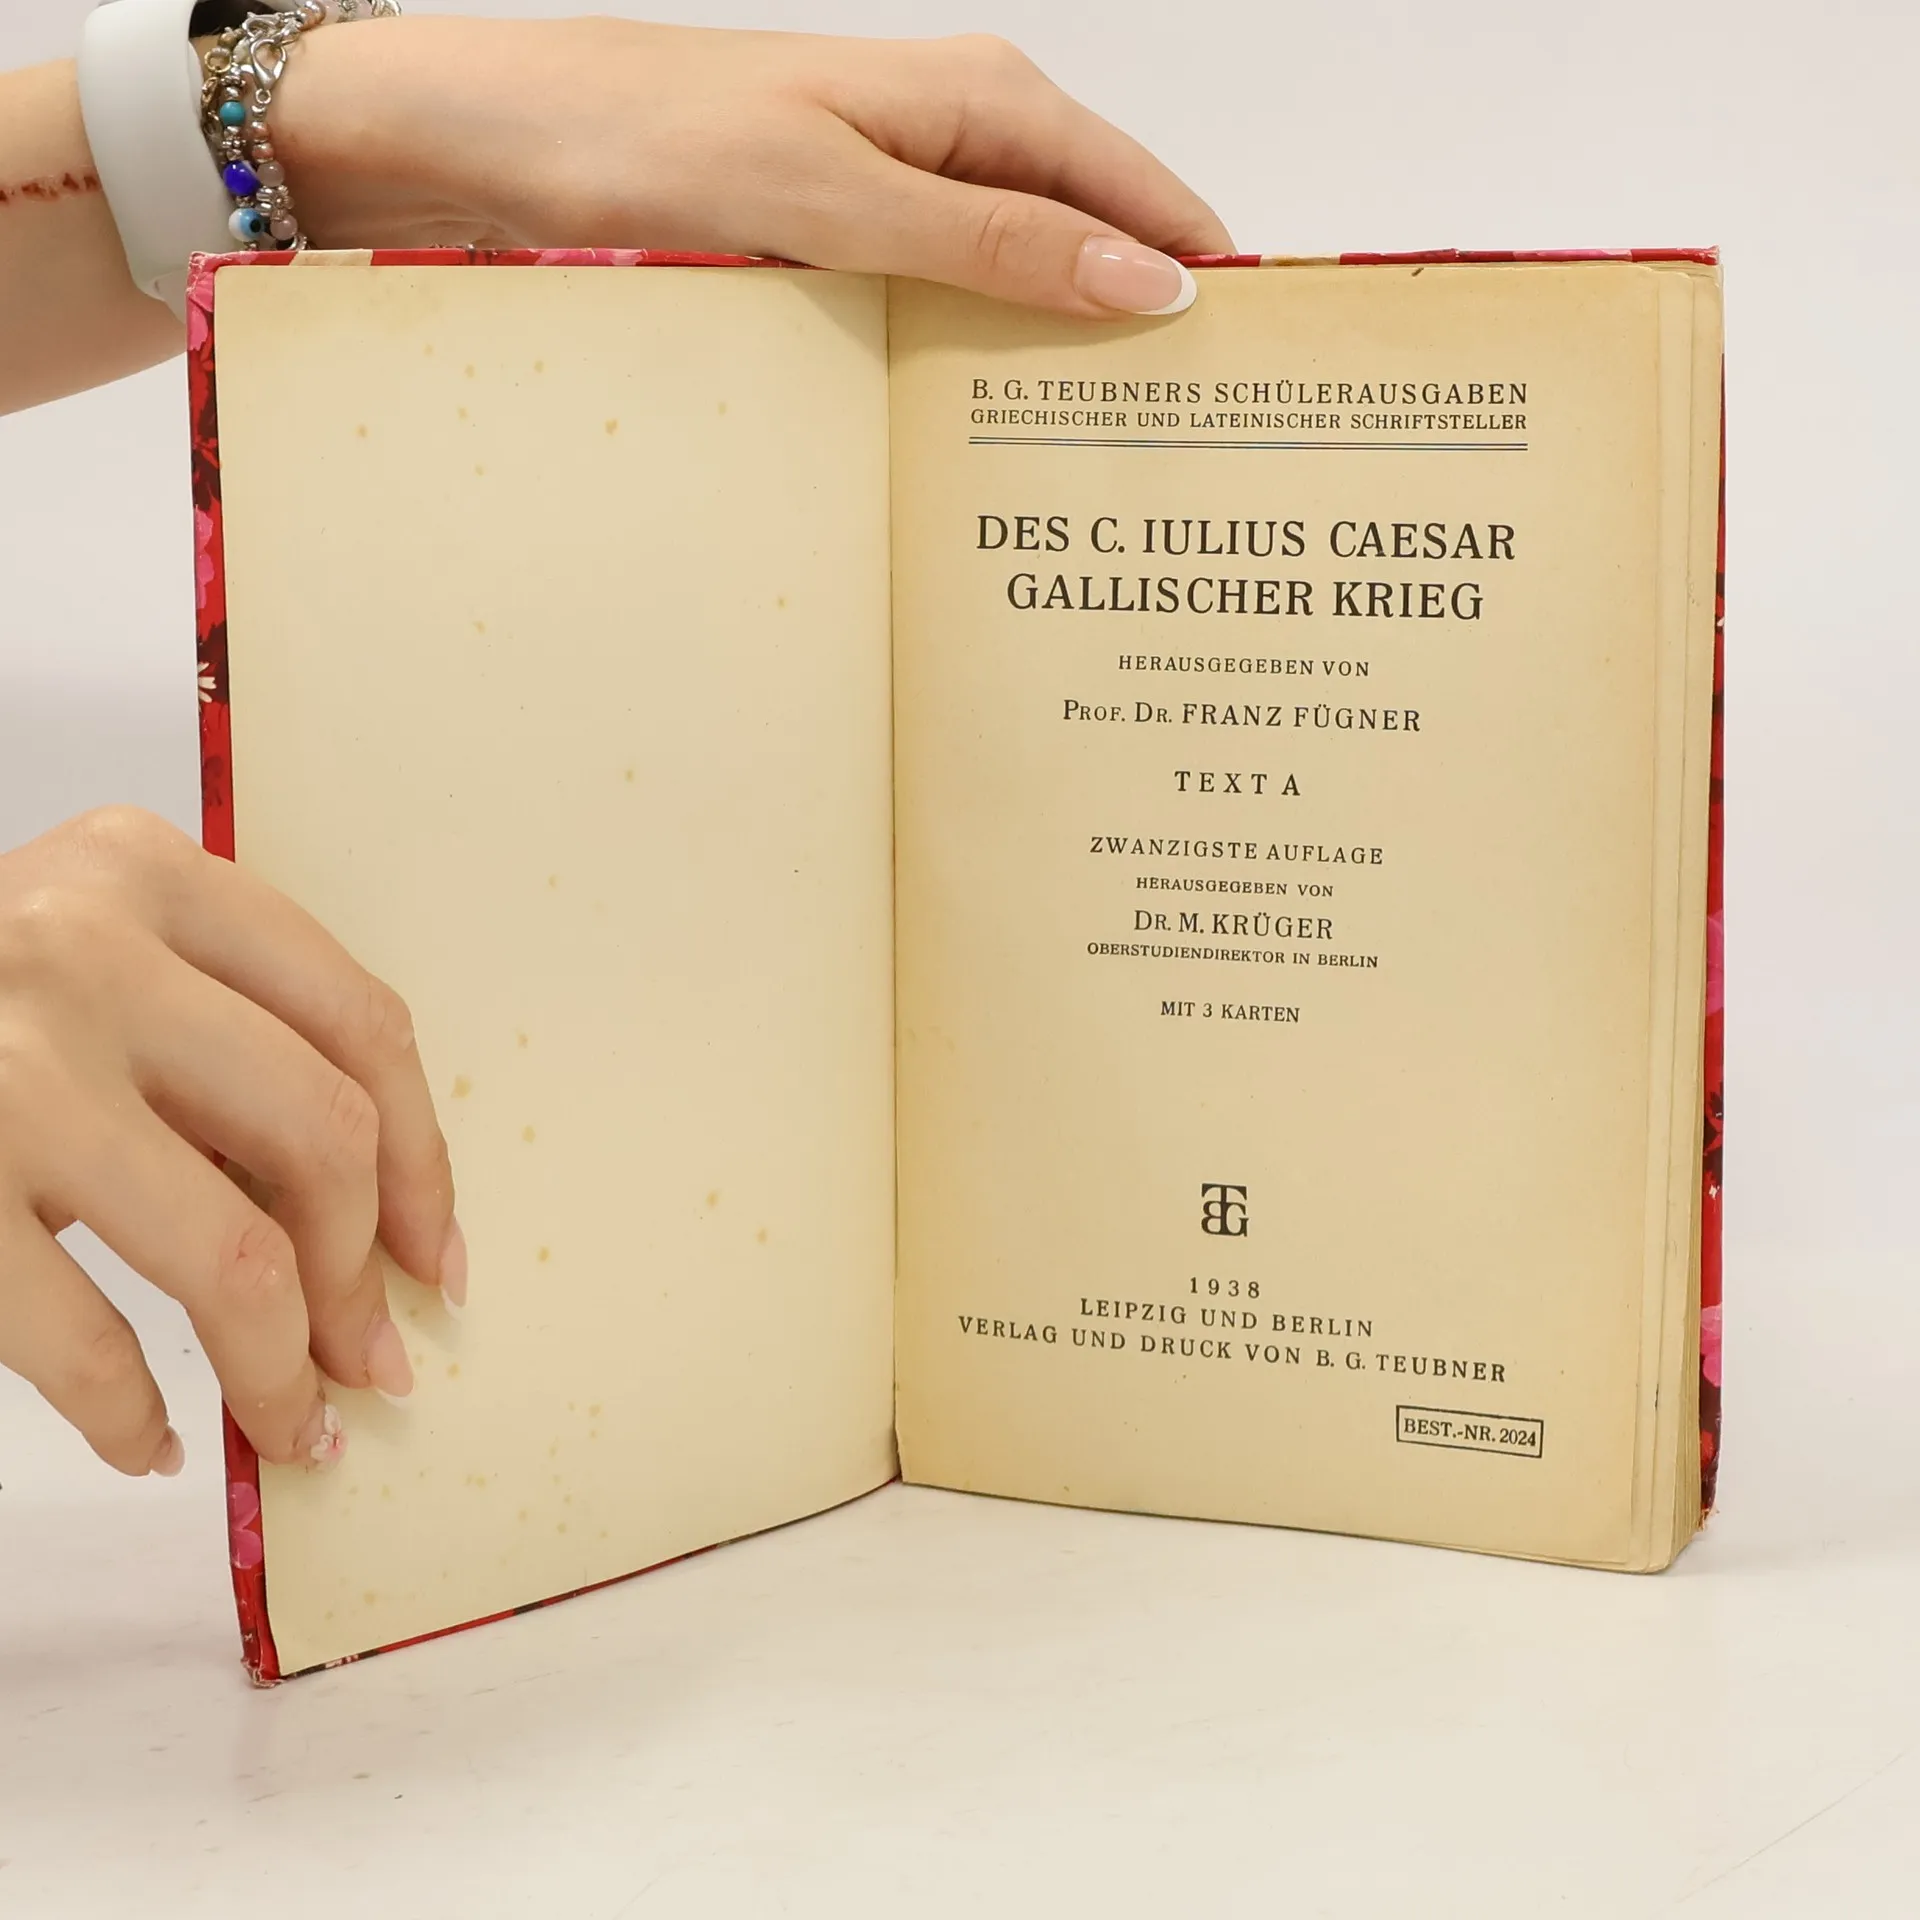 B. G. TEUBNERS SCHÜLERAUSGABEN
GRIECHISCHER UND LATEINISCHER SCHRIFTSTELLER
DES C. IULIUS CAESAR
GALLISCHER KRIEG
HERAUSGEGEBEN VON
PROF. DR. FRANZ FÜGNER
TEXT A
ZWANZIGSTE AUFLAGE
HERAUSGEGEBEN VON
DR. M. KRÜGER
OBERSTUDIENDIREKTOR IN BERLIN
MIT 3 KARTEN
BTG
1938
LEIPZIG UND BERLIN
VERLAG UND DRUCK VON B. G. TEUBNER
BEST.-NR. 2024